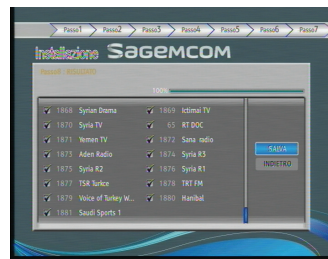 Passo1 Passo2 Passo3 Passo4 Passo5 Passo6 Passo7
Installazione SAGEMCOM
100%
1868 Syrian Drama 1869 Ictimai TV
1870 Syria TV 65 RT DOC
1871 Yemen TV 1872 Sana radio
1873 Aden Radio 1874 Syria R3
1875 Syria R2 1876 Syria R1
1877 TSR Turkce 1878 TRT FM
1879 Voice of Turkey W... 1880 Hanibal
1881 Saudi Sports 1
SALVA
INDIETRO